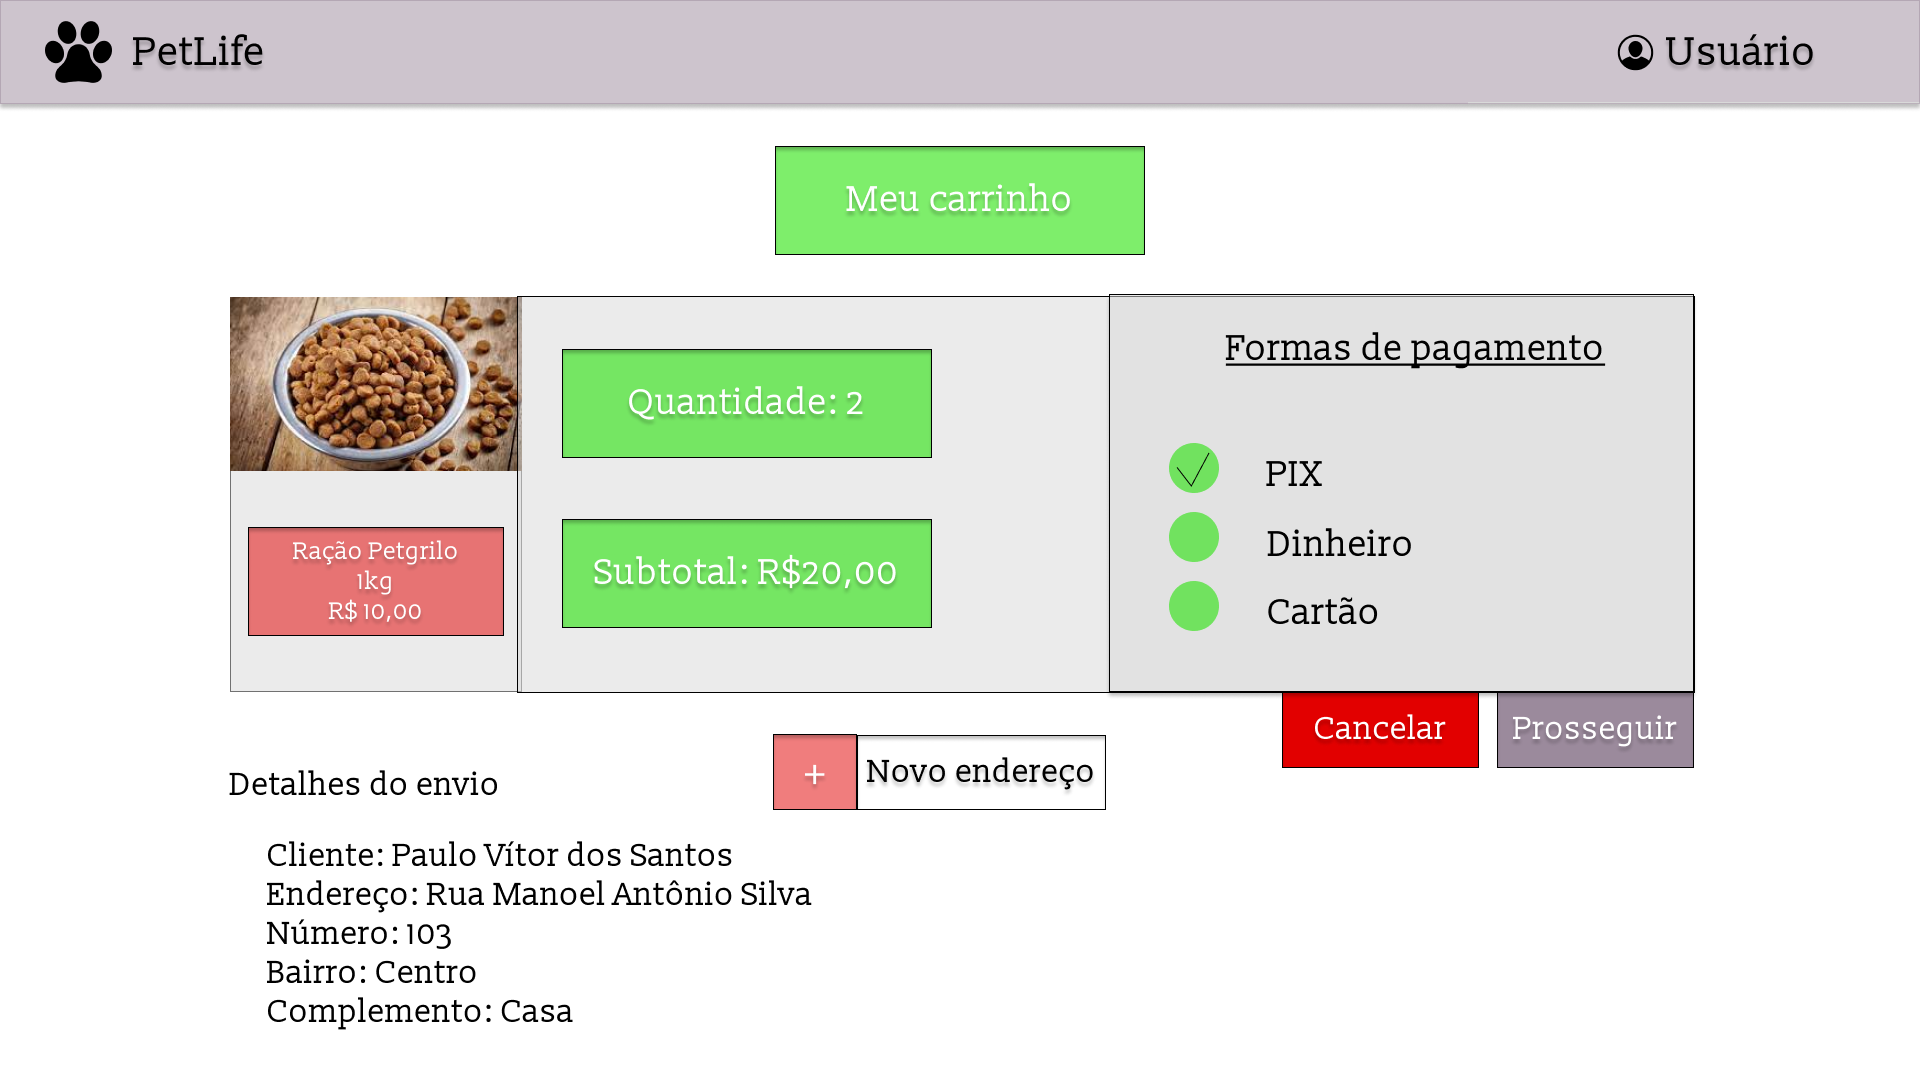 PetLife
Usuário
Meu carrinho
Quantidade: 2
Subtotal: R$20,00
Ração Petgrilo
1kg
R$ 10,00
Formas de pagamento
PIX
Dinheiro
Cartão
Cancelar
Prosseguir
+ Novo endereço
Detalhes do envio
Cliente: Paulo Vítor dos Santos
Endereço: Rua Manoel Antônio Silva
Número: 103
Bairro: Centro
Complemento: Casa